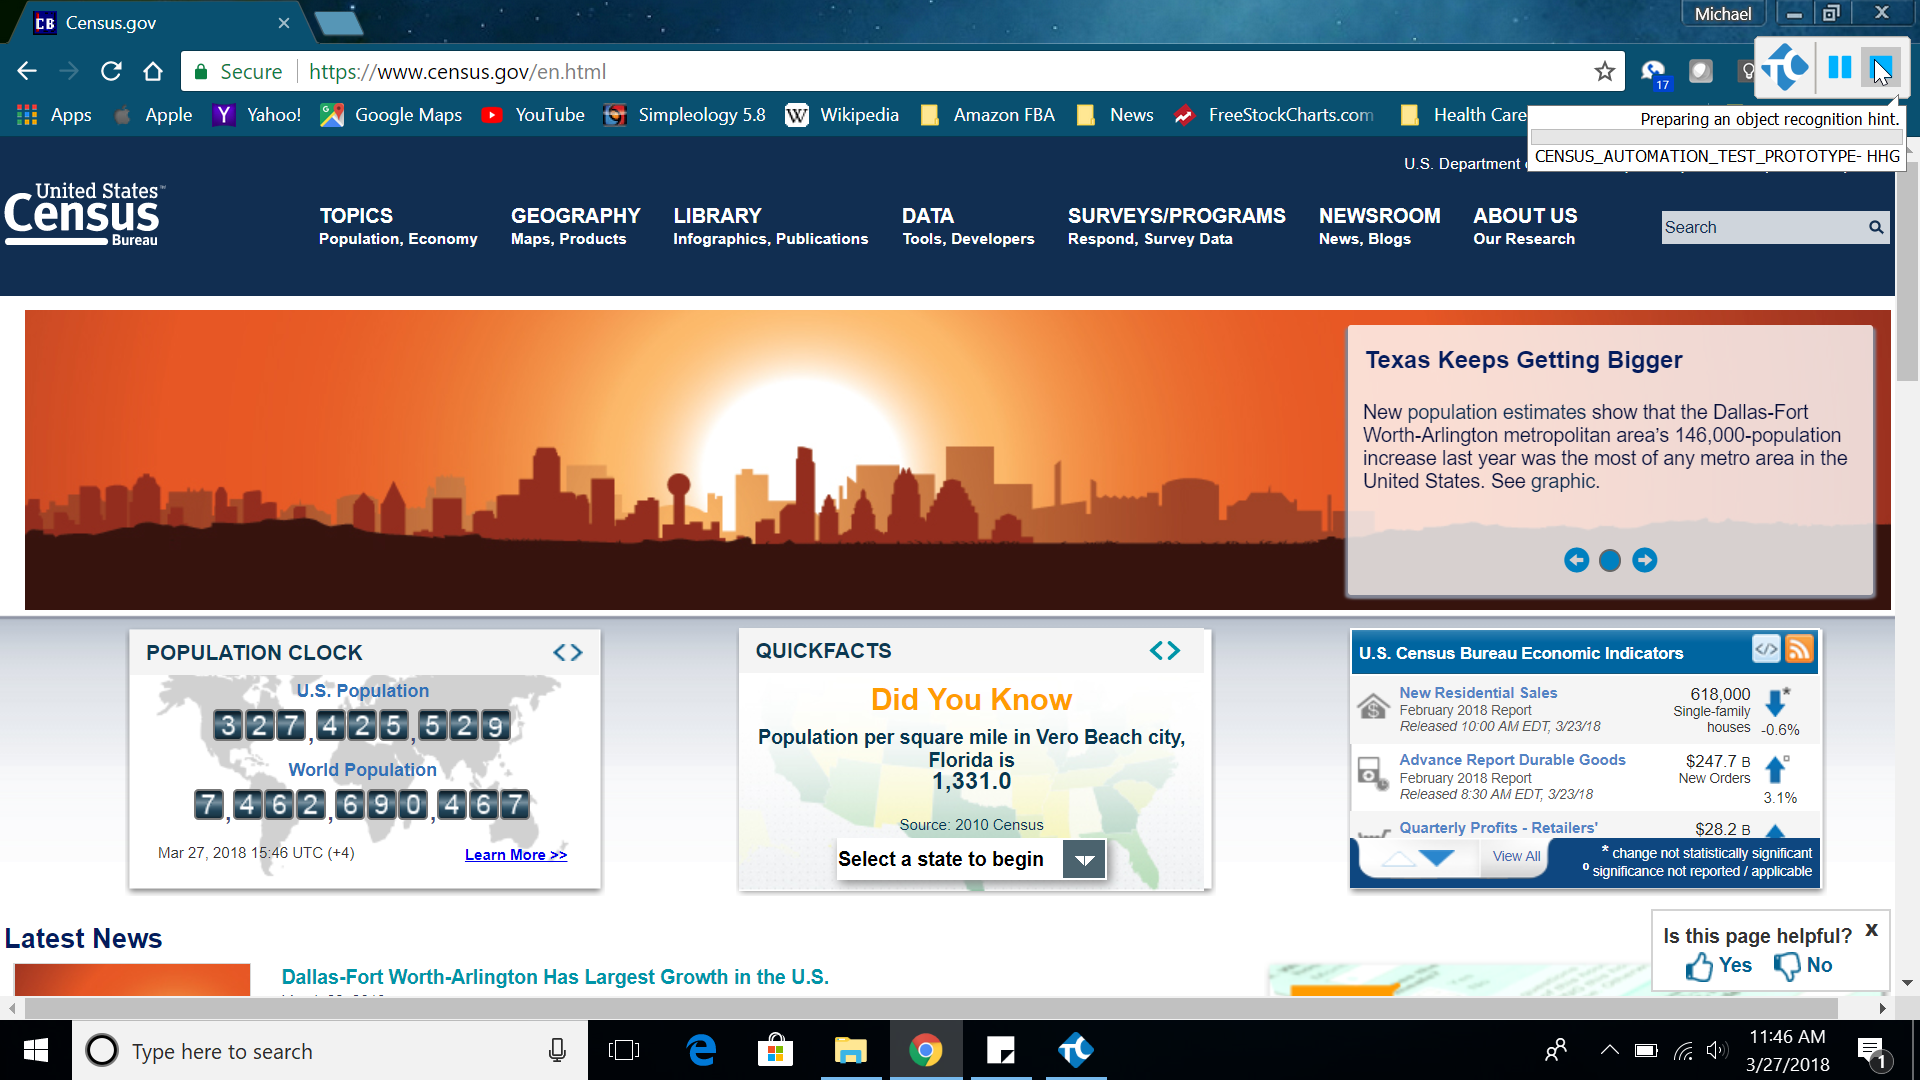 CB Census.gov
Michael
Secure https://www.census.gov/en.html
17
Apps Apple Yahoo! Google Maps YouTube Simpleology 5.8 Wikipedia Amazon FBA News FreeStockCharts.com Health Care
Preparing an object recognition hint.
CENSUS_AUTOMATION_TEST_PROTOTYPE- HHG
U.S. Department
United States™
Census
Bureau
TOPICS GEOGRAPHY LIBRARY DATA SURVEYS/PROGRAMS NEWSROOM ABOUT US
Population, Economy Maps, Products Infographics, Publications Tools, Developers Respond, Survey Data News, Blogs Our Research
Search
Texas Keeps Getting Bigger
New population estimates show that the Dallas-Fort
Worth-Arlington metropolitan area's 146,000-population
increase last year was the most of any metro area in the
United States. See graphic.
POPULATION CLOCK
U.S. Population
327,425,529
World Population
7,462,690,467
Mar 27, 2018 15:46 UTC (+4) Learn More >>
QUICKFACTS
Did You Know
Population per square mile in Vero Beach city,
Florida is
1,331.0
Source: 2010 Census
Select a state to begin
U.S. Census Bureau Economic Indicators
New Residential Sales 618,000 *
February 2018 Report Single-family
Released 10:00 AM EDT, 3/23/18 houses -0.6%
Advance Report Durable Goods $247.7 B o
February 2018 Report New Orders
Released 8:30 AM EDT, 3/23/18 3.1%
Quarterly Profits - Retailers' $28.2 B
View All
* change not statistically significant
o significance not reported / applicable
Latest News
Dallas-Fort Worth-Arlington Has Largest Growth in the U.S.
Is this page helpful? x
Yes No
Type here to search
11:46 AM
3/27/2018
1